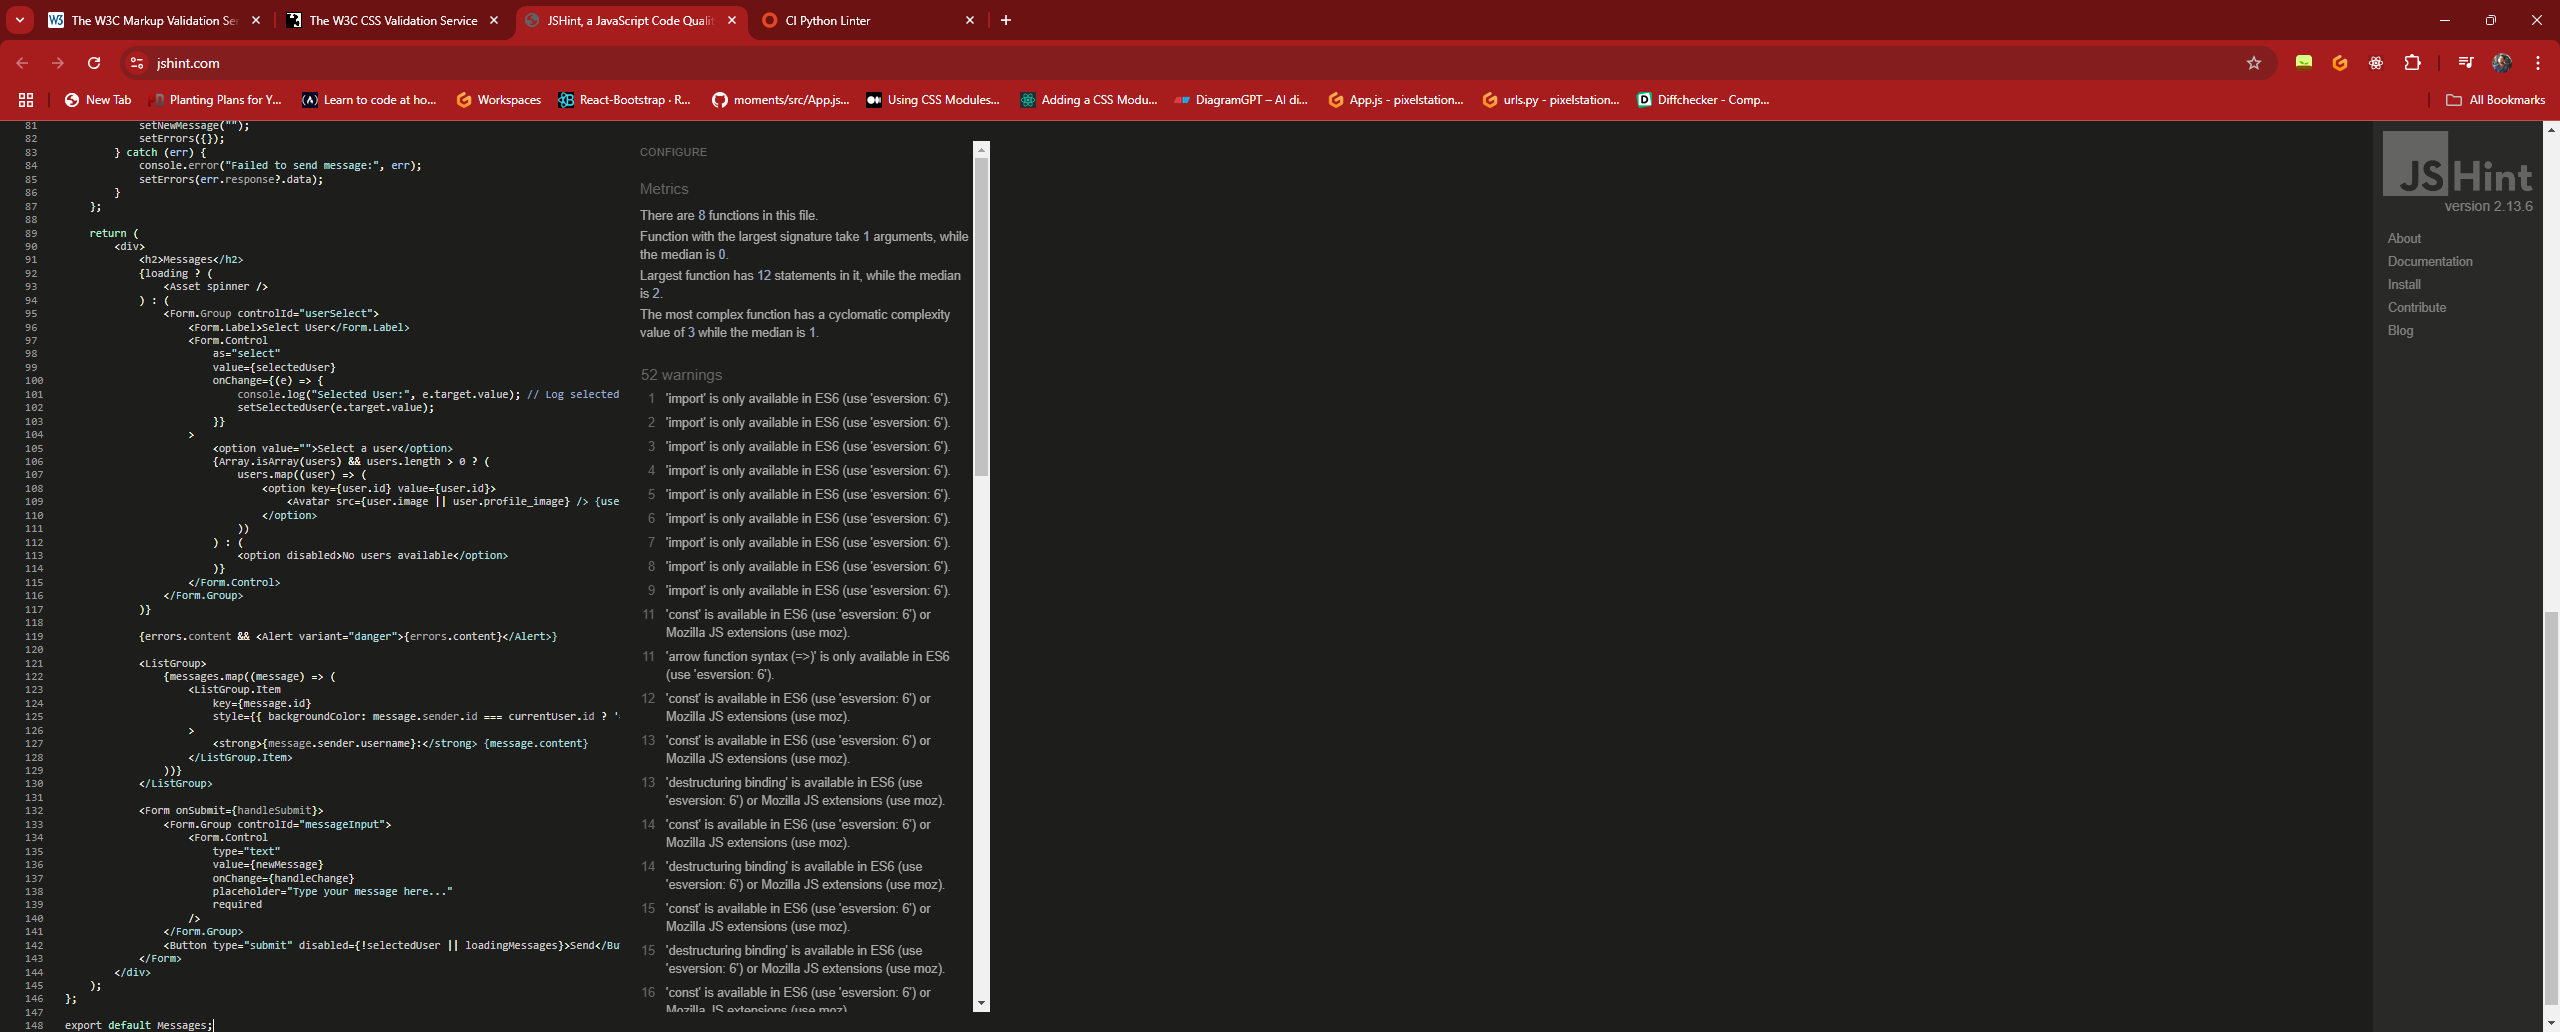 The W3C Markup Validation Se
The W3C CSS Validation Service
JSHint, a JavaScript Code Qualit
CI Python Linter
jshint.com
New Tab
Planting Plans for Y...
Learn to code at ho...
Workspaces
React-Bootstrap · R...
moments/src/App.js...
Using CSS Modules...
Adding a CSS Modu...
DiagramGPT – AI di...
App.js - pixelstation...
urls.py - pixelstation...
Diffchecker - Comp...
All Bookmarks
81 setNewMessage("");
82 setErrors({});
83 } catch (err) {
84 console.error("Failed to send message:", err);
85 setErrors(err.response?.data);
86 }
87 };
88
89 return (
90 <div>
91 <h2>Messages</h2>
92 {loading ? (
93 <Asset spinner />
94 ) : (
95 <Form.Group controlId="userSelect">
96 <Form.Label>Select User</Form.Label>
97 <Form.Control
98 as="select"
99 value={selectedUser}
100 onChange={(e) => {
101 console.log("Selected User:", e.target.value); // Log selected
102 setSelectedUser(e.target.value);
103 }}
104 >
105 <option value="">Select a user</option>
106 {Array.isArray(users) && users.length > 0 ? (
107 users.map((user) => (
108 <option key={user.id} value={user.id}>
109 <Avatar src={user.image || user.profile_image} /> {use
110 </option>
111 ))
112 ) : (
113 <option disabled>No users available</option>
114 )}
115 </Form.Control>
116 </Form.Group>
117 )}
118
119 {errors.content && <Alert variant="danger">{errors.content}</Alert>}
120
121 <ListGroup>
122 {messages.map((message) => (
123 <ListGroup.Item
124 key={message.id}
125 style={{ backgroundColor: message.sender.id === currentUser.id ? '
126 >
127 <strong>{message.sender.username}:</strong> {message.content}
128 </ListGroup.Item>
129 ))}
130 </ListGroup>
131
132 <Form onSubmit={handleSubmit}>
133 <Form.Group controlId="messageInput">
134 <Form.Control
135 type="text"
136 value={newMessage}
137 onChange={handleChange}
138 placeholder="Type your message here..."
139 required
140 />
141 </Form.Group>
142 <Button type="submit" disabled={!selectedUser || loadingMessages}>Send</Bu
143 </Form>
144 </div>
145 );
146 };
147
148 export default Messages;
CONFIGURE
Metrics
There are 8 functions in this file.
Function with the largest signature take 1 arguments, while
the median is 0.
Largest function has 12 statements in it, while the median
is 2.
The most complex function has a cyclomatic complexity
value of 3 while the median is 1.
52 warnings
1 'import' is only available in ES6 (use 'esversion: 6').
2 'import' is only available in ES6 (use 'esversion: 6').
3 'import' is only available in ES6 (use 'esversion: 6').
4 'import' is only available in ES6 (use 'esversion: 6').
5 'import' is only available in ES6 (use 'esversion: 6').
6 'import' is only available in ES6 (use 'esversion: 6').
7 'import' is only available in ES6 (use 'esversion: 6').
8 'import' is only available in ES6 (use 'esversion: 6').
9 'import' is only available in ES6 (use 'esversion: 6').
11 'const' is available in ES6 (use 'esversion: 6') or
Mozilla JS extensions (use moz).
11 'arrow function syntax (=>)' is only available in ES6
(use 'esversion: 6').
12 'const' is available in ES6 (use 'esversion: 6') or
Mozilla JS extensions (use moz).
13 'const' is available in ES6 (use 'esversion: 6') or
Mozilla JS extensions (use moz).
13 'destructuring binding' is available in ES6 (use
'esversion: 6') or Mozilla JS extensions (use moz).
14 'const' is available in ES6 (use 'esversion: 6') or
Mozilla JS extensions (use moz).
14 'destructuring binding' is available in ES6 (use
'esversion: 6') or Mozilla JS extensions (use moz).
15 'const' is available in ES6 (use 'esversion: 6') or
Mozilla JS extensions (use moz).
15 'destructuring binding' is available in ES6 (use
'esversion: 6') or Mozilla JS extensions (use moz).
16 'const' is available in ES6 (use 'esversion: 6') or
Mozilla JS extensions (use moz)
JSHint
version 2.13.6
About
Documentation
Install
Contribute
Blog